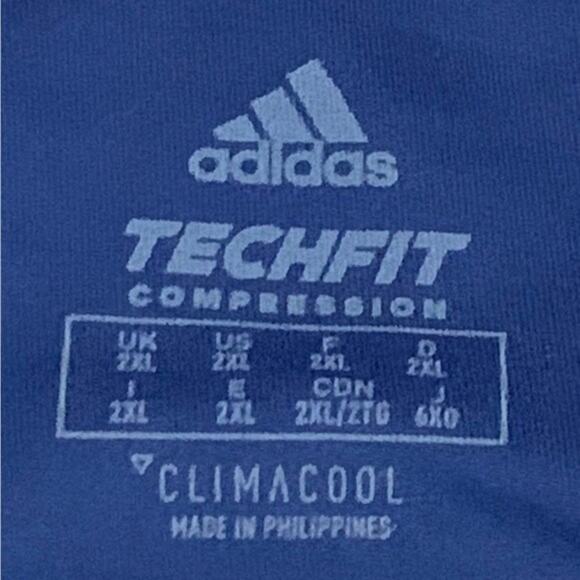 adidas
TECHFIT
COMPRESSION
UK US F D
2XL 2XL 2XL 2XL
I E CDN J
2XL 2XL 2XL/2TG 6XO
CLIMACOOL
MADE IN PHILIPPINES